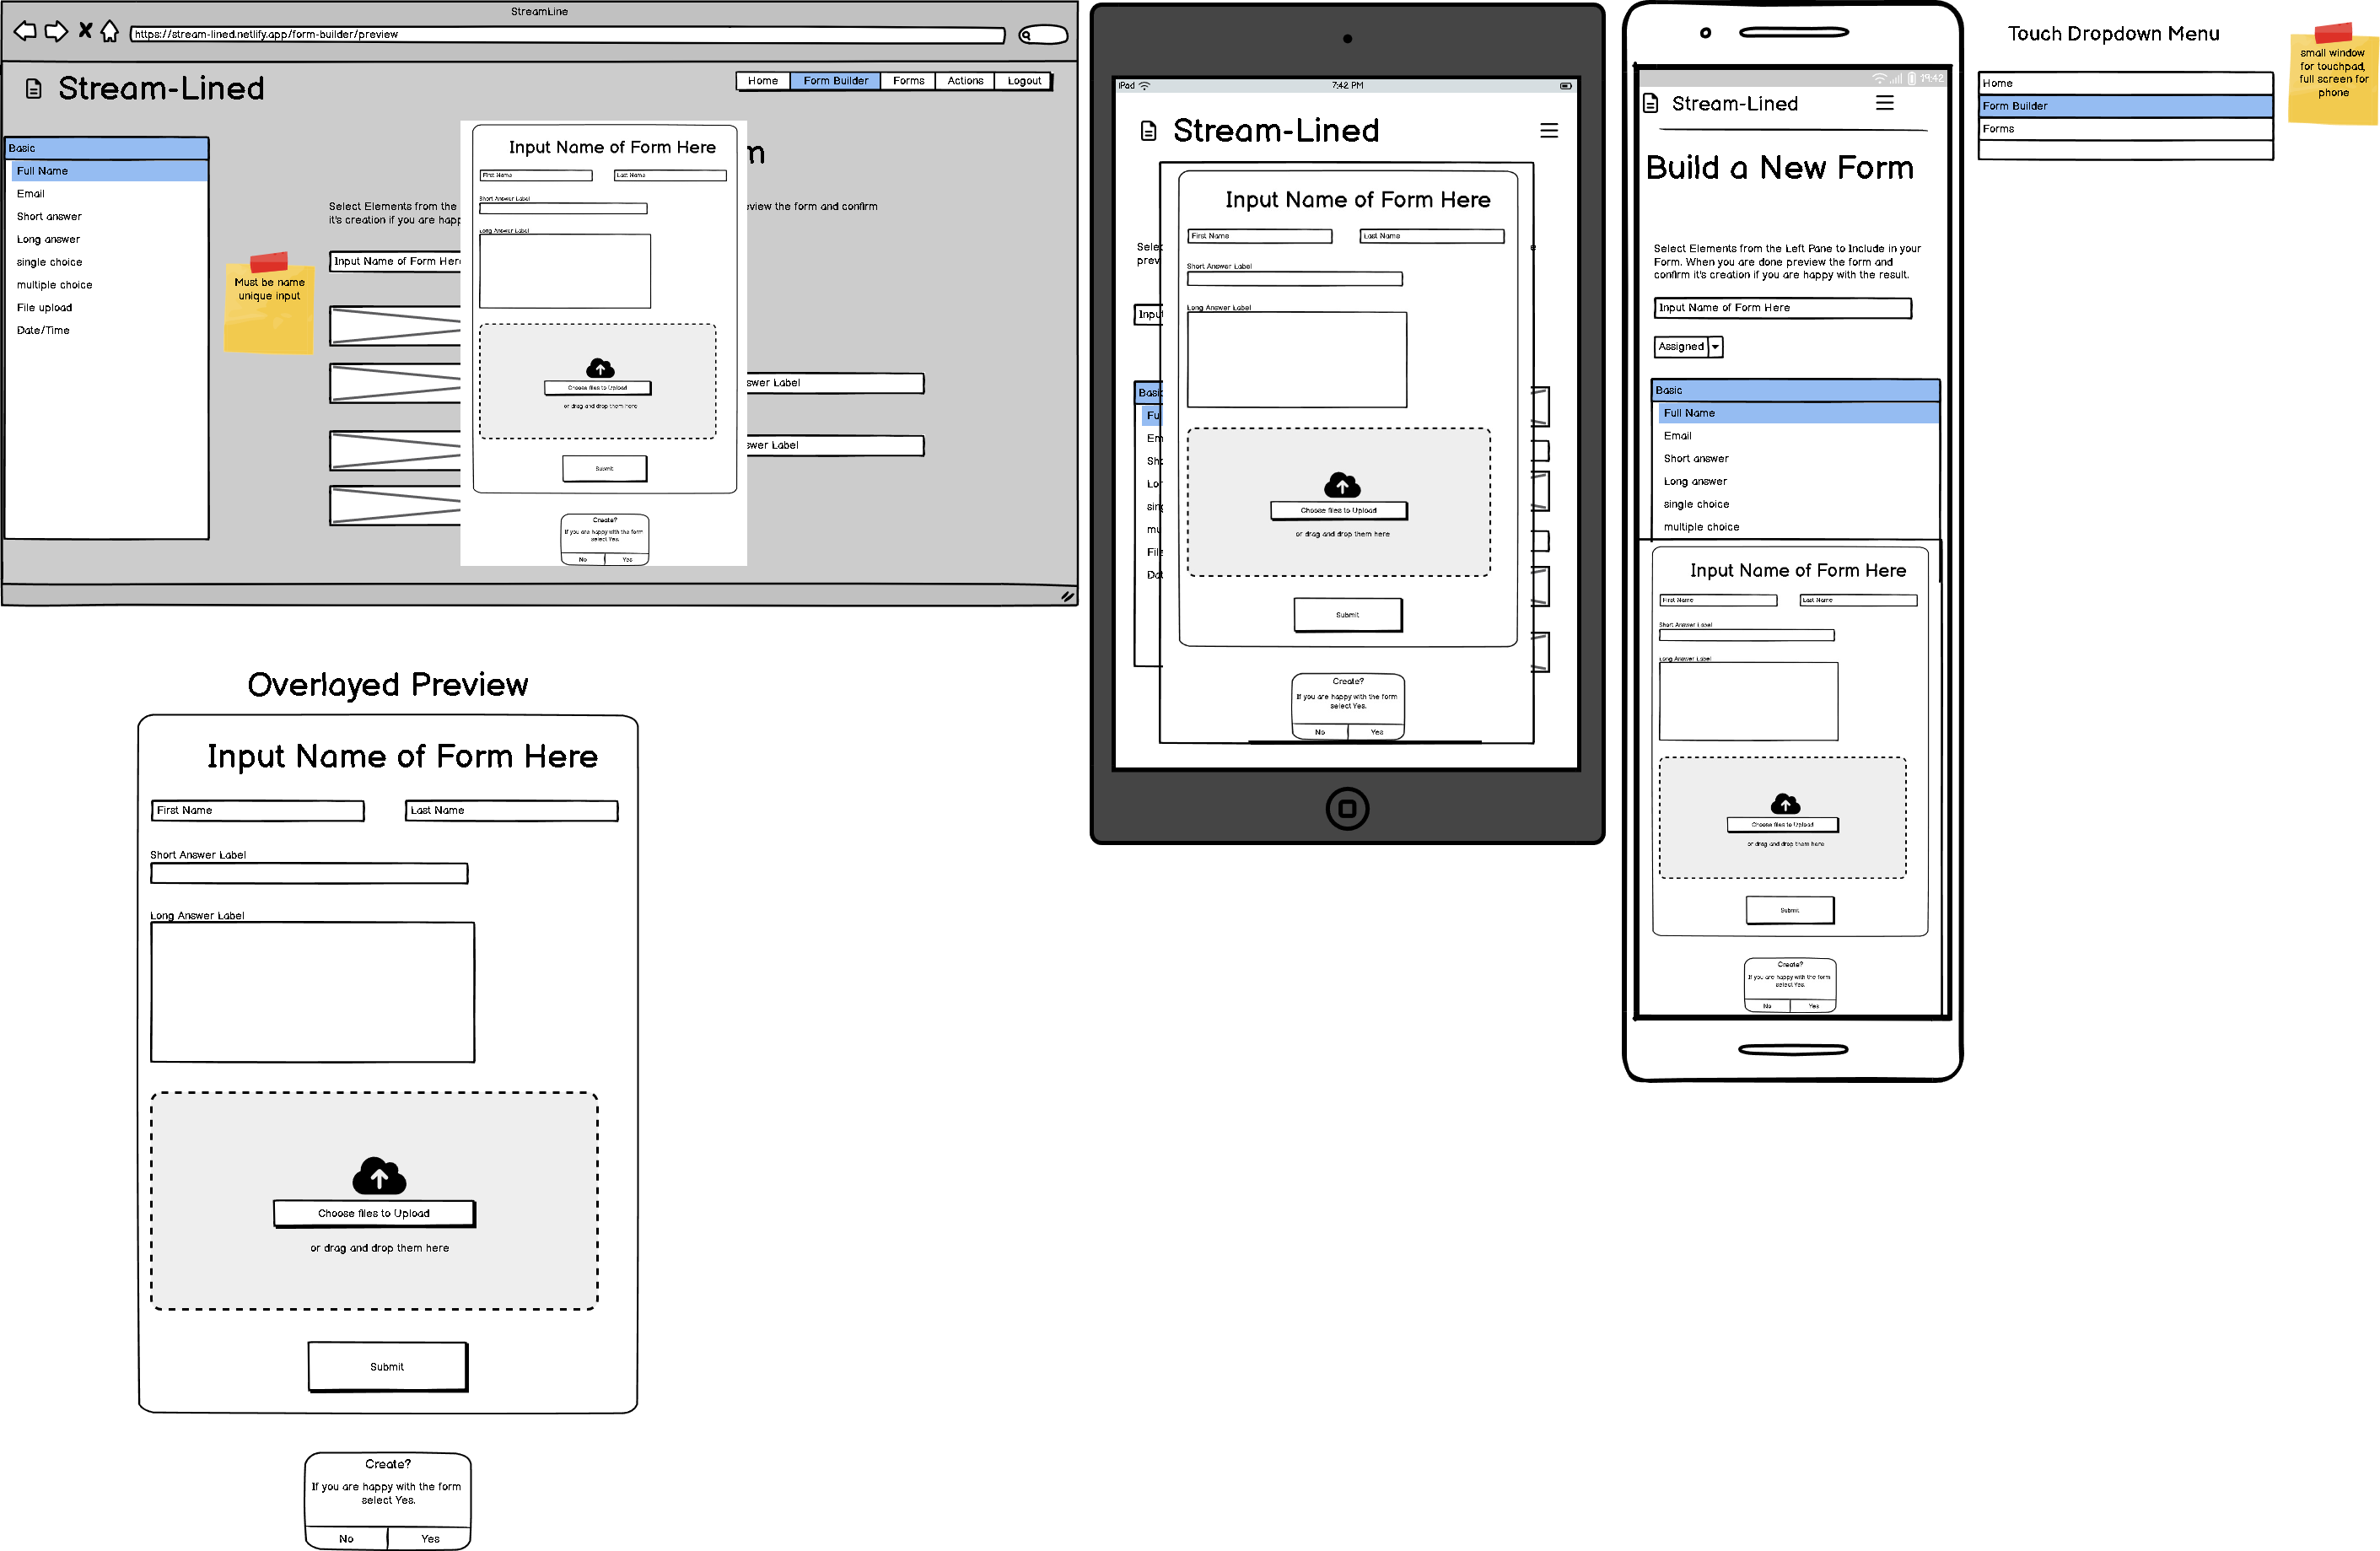 StreamLine
https://stream-lined.netlify.app/form-builder/preview
Stream-Lined
Home
Form Builder
Forms
Actions
Logout
Basic
Full Name
Email
Short answer
Long answer
single choice
multiple choice
File upload
Date/Time
Must be name
unique input
m
Select Elements from the
view the form and confirm
it's creation if you are happ
Input Name of Form Here
swer Label
swer Label
Input Name of Form Here
First Name
Last Name
Short Answer Label
Long Answer Label
Choose files to Upload
or drag and drop them here
Submit
Create?
If you are happy with the form
select Yes.
No
Yes
Overlayed Preview
Input Name of Form Here
First Name
Last Name
Short Answer Label
Long Answer Label
Choose files to Upload
or drag and drop them here
Submit
Create?
If you are happy with the form
select Yes.
No
Yes
iPad
7:42 PM
Stream-Lined
Selec
e
prev
Input
Basic
Fu
Em
Sho
Lor
sing
mu
File
Dat
Input Name of Form Here
First Name
Last Name
Short Answer Label
Long Answer Label
Choose files to Upload
or drag and drop them here
Submit
Create?
If you are happy with the form
select Yes.
No
Yes
19:42
Stream-Lined
Build a New Form
Select Elements from the Left Pane to Include in your
Form. When you are done preview the form and
confirm it's creation if you are happy with the result.
Input Name of Form Here
Assigned
Basic
Full Name
Email
Short answer
Long answer
single choice
multiple choice
Input Name of Form Here
First Name
Last Name
Short Answer Label
Long Answer Label
Choose files to Upload
or drag and drop them here
Submit
Create?
If you are happy with the form
select Yes.
No
Yes
Touch Dropdown Menu
Home
Form Builder
Forms
small window
for touchpad,
full screen for
phone